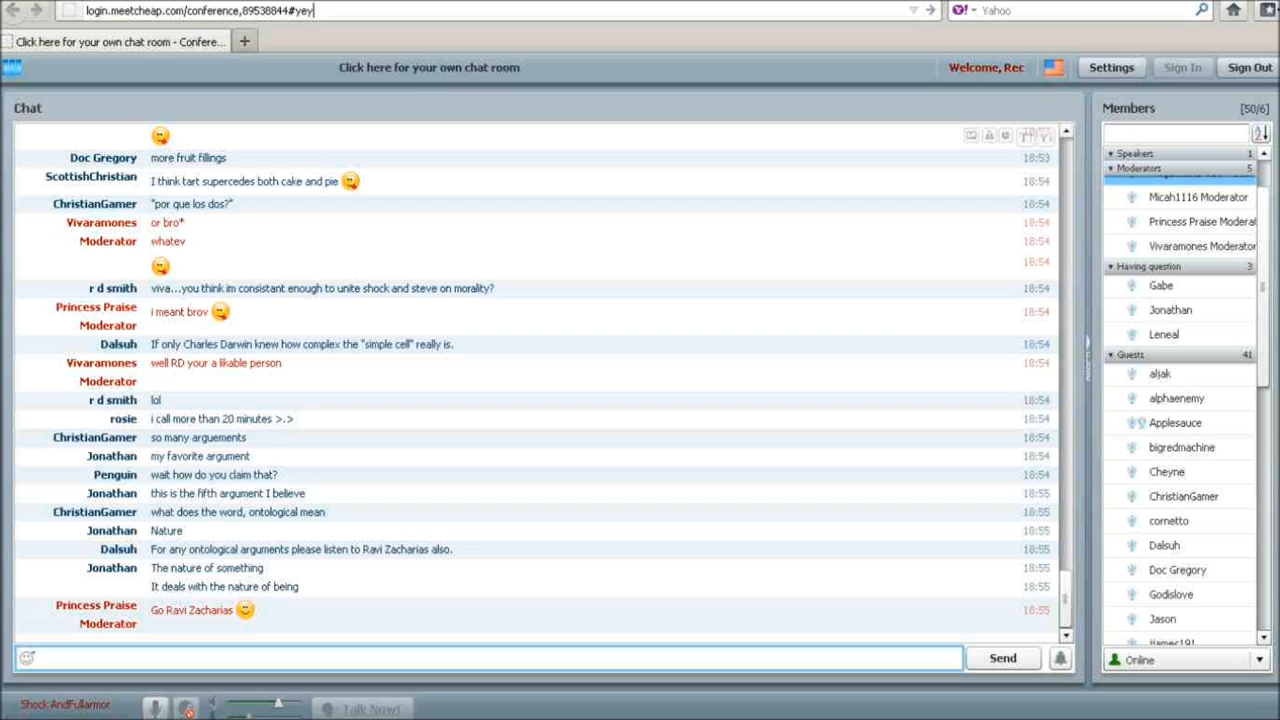 login.meetcheap.com/conference,89538844#yey
Yahoo
Click here for your own chat room - Confere...
Click here for your own chat room
Welcome, Rec
Settings
Sign In
Sign Out
Chat
Members
[50/6]
Doc Gregory more fruit fillings 18:53
ScottishChristian I think tart supercedes both cake and pie 18:54
ChristianGamer "por que los dos?" 18:54
Vivaramones or bro* 18:54
Moderator whatev 18:54
18:54
r d smith viva...you think im consistant enough to unite shock and steve on morality? 18:54
Princess Praise i meant brov 18:54
Moderator
Dalsuh If only Charles Darwin knew how complex the "simple cell" really is. 18:54
Vivaramones well RD your a likable person 18:54
Moderator
r d smith lol 18:54
rosie i call more than 20 minutes >.> 18:54
ChristianGamer so many arguements 18:54
Jonathan my favorite argument 18:54
Penguin wait how do you claim that? 18:54
Jonathan this is the fifth argument I believe 18:55
ChristianGamer what does the word, ontological mean 18:55
Jonathan Nature 18:55
Dalsuh For any ontological arguments please listen to Ravi Zacharias also. 18:55
Jonathan The nature of something 18:55
It deals with the nature of being 18:55
Princess Praise Go Ravi Zacharias 18:55
Moderator
Send
Speakers 1
Moderators 5
Micah1116 Moderator
Princess Praise Moderat
Vivaramones Moderator
Having question 3
Gabe
Jonathan
Leneal
Guests 41
aljak
alphaenemy
Applesauce
bigredmachine
Cheyne
ChristianGamer
cornetto
Dalsuh
Doc Gregory
Godislove
Jason
Online
Shock AndFullarmor
Talk Now!